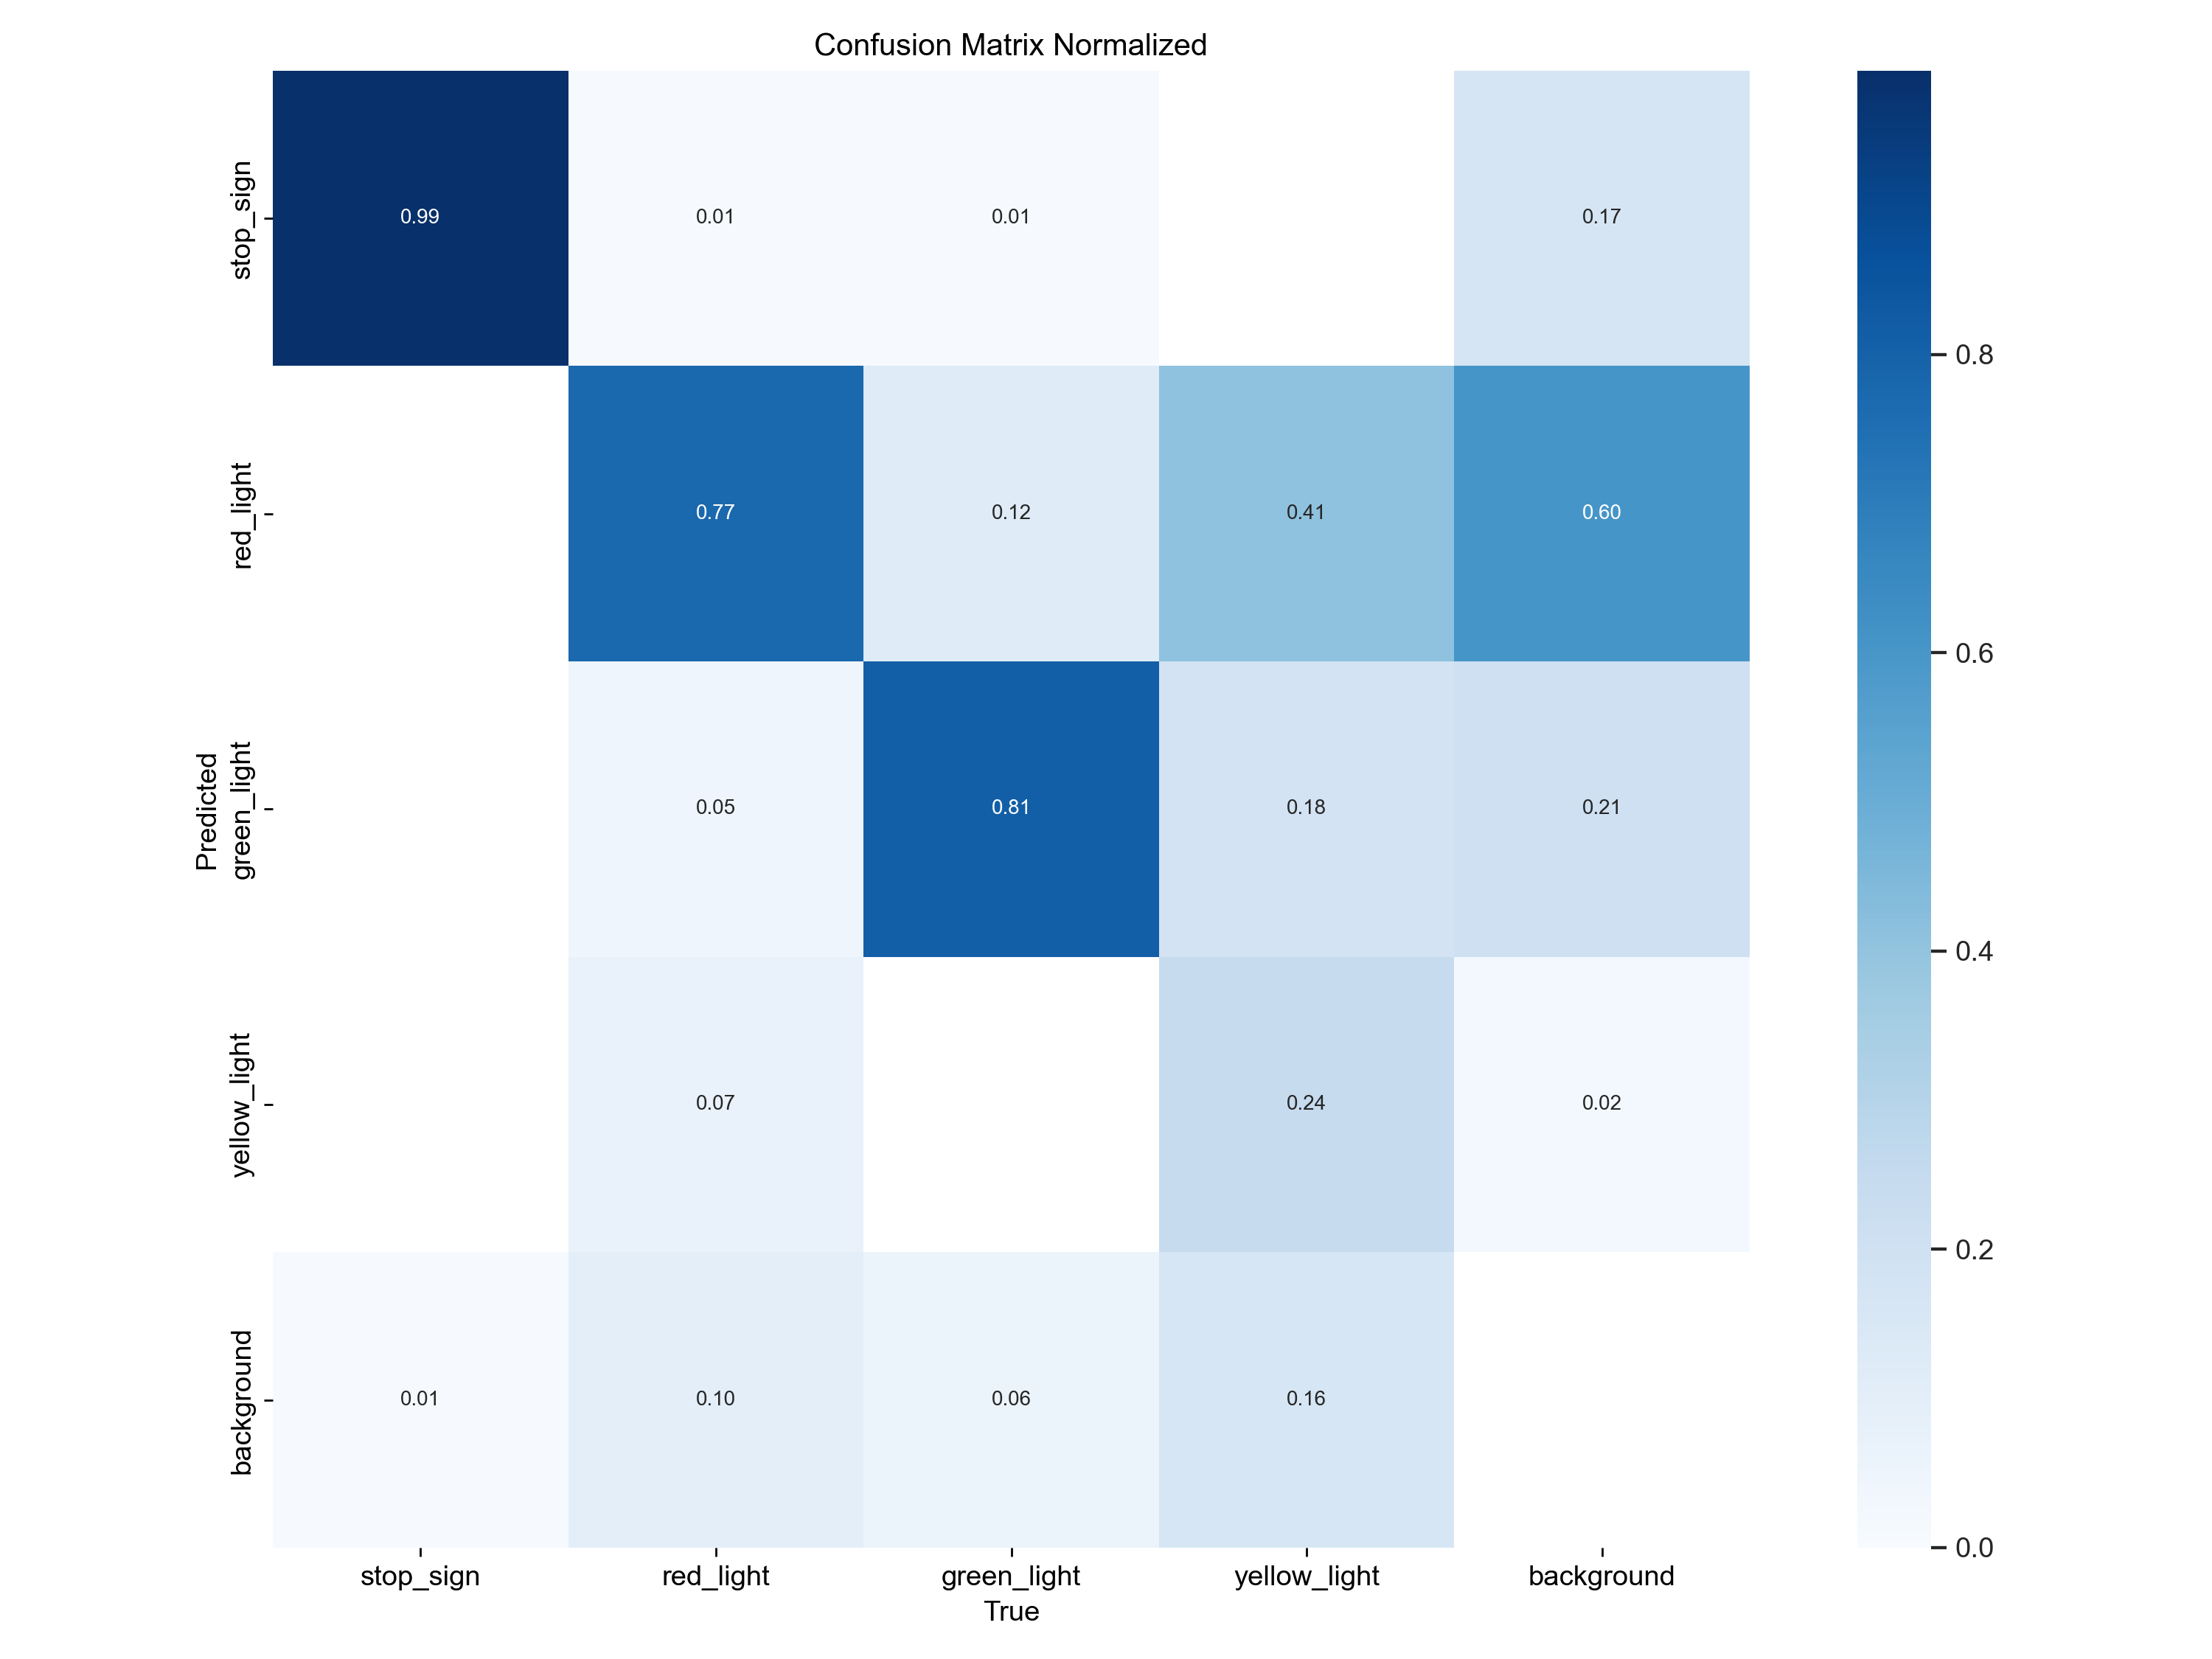 Confusion Matrix Normalized
stop_sign
0.99
0.01
0.01
0.17
0.8
red_light
0.77
0.12
0.41
0.60
0.6
Predicted
green_light
0.05
0.81
0.18
0.21
0.4
yellow_light
0.07
0.24
0.02
0.2
background
0.01
0.10
0.06
0.16
0.0
stop_sign
red_light
green_light
yellow_light
background
True